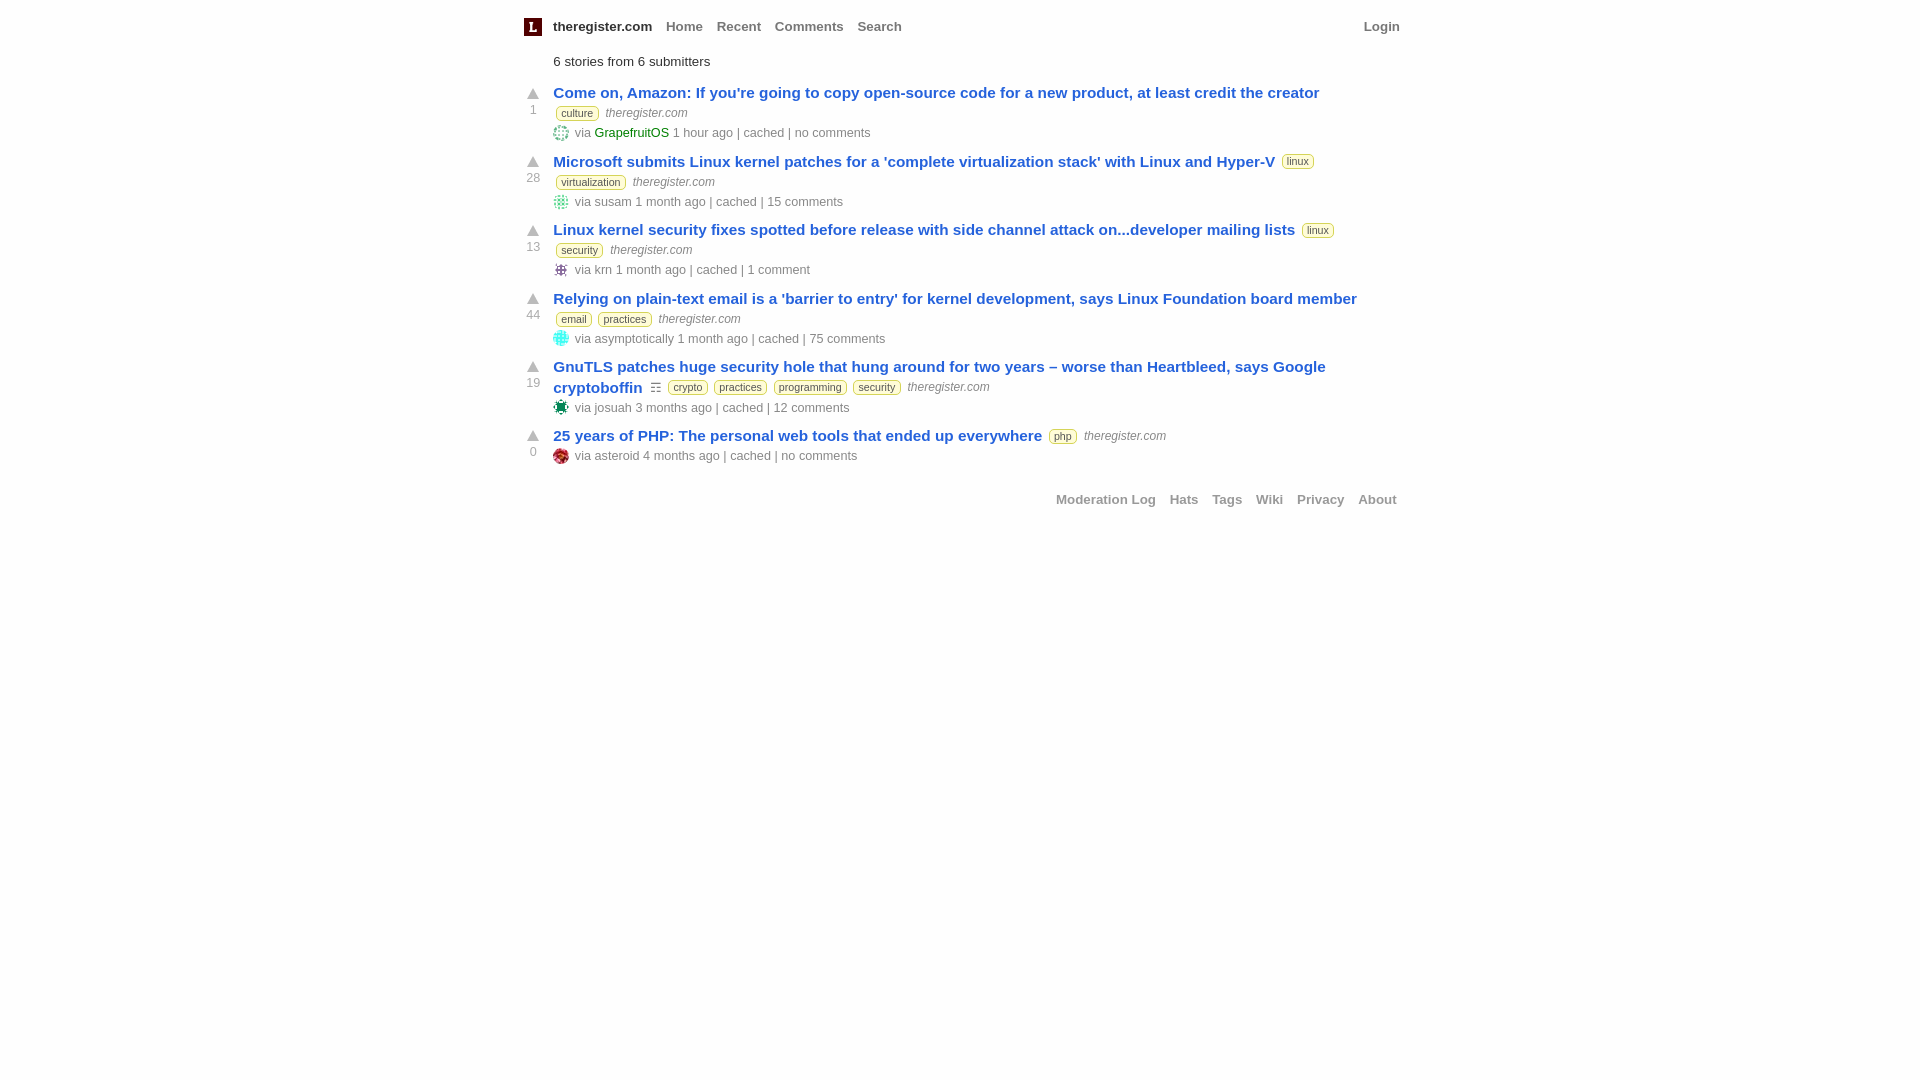 L theregister.com Home Recent Comments Search Login
6 stories from 6 submitters
Come on, Amazon: If you're going to copy open-source code for a new product, at least credit the creator
1 culture theregister.com
via GrapefruitOS 1 hour ago | cached | no comments
Microsoft submits Linux kernel patches for a 'complete virtualization stack' with Linux and Hyper-V linux
28 virtualization theregister.com
via susam 1 month ago | cached | 15 comments
Linux kernel security fixes spotted before release with side channel attack on...developer mailing lists linux
13 security theregister.com
via krn 1 month ago | cached | 1 comment
Relying on plain-text email is a 'barrier to entry' for kernel development, says Linux Foundation board member
44 email practices theregister.com
via asymptotically 1 month ago | cached | 75 comments
GnuTLS patches huge security hole that hung around for two years – worse than Heartbleed, says Google
19 cryptoboffin ☶ crypto practices programming security theregister.com
via josuah 3 months ago | cached | 12 comments
25 years of PHP: The personal web tools that ended up everywhere php theregister.com
0 via asteroid 4 months ago | cached | no comments
Moderation Log Hats Tags Wiki Privacy About